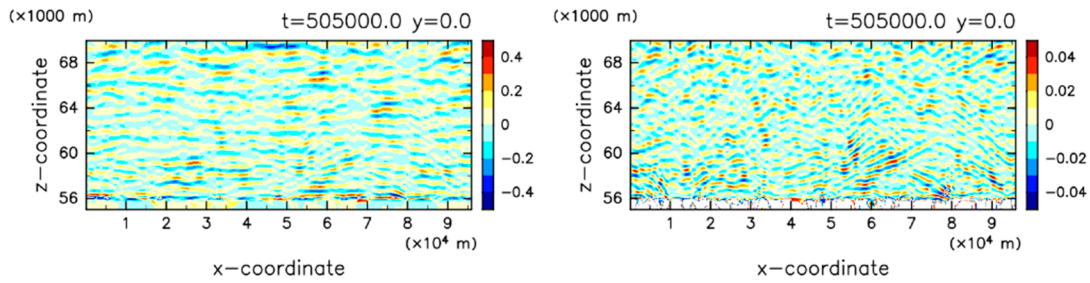 (×1000 m)
t=505000.0 y=0.0
z−coordinate
68
64
60
56
1 2 3 4 5 6 7 8 9
(×10⁴ m)
x−coordinate
0.4
0.2
0
−0.2
−0.4
(×1000 m)
t=505000.0 y=0.0
z−coordinate
68
64
60
56
1 2 3 4 5 6 7 8 9
(×10⁴ m)
x−coordinate
0.04
0.02
0
−0.02
−0.04